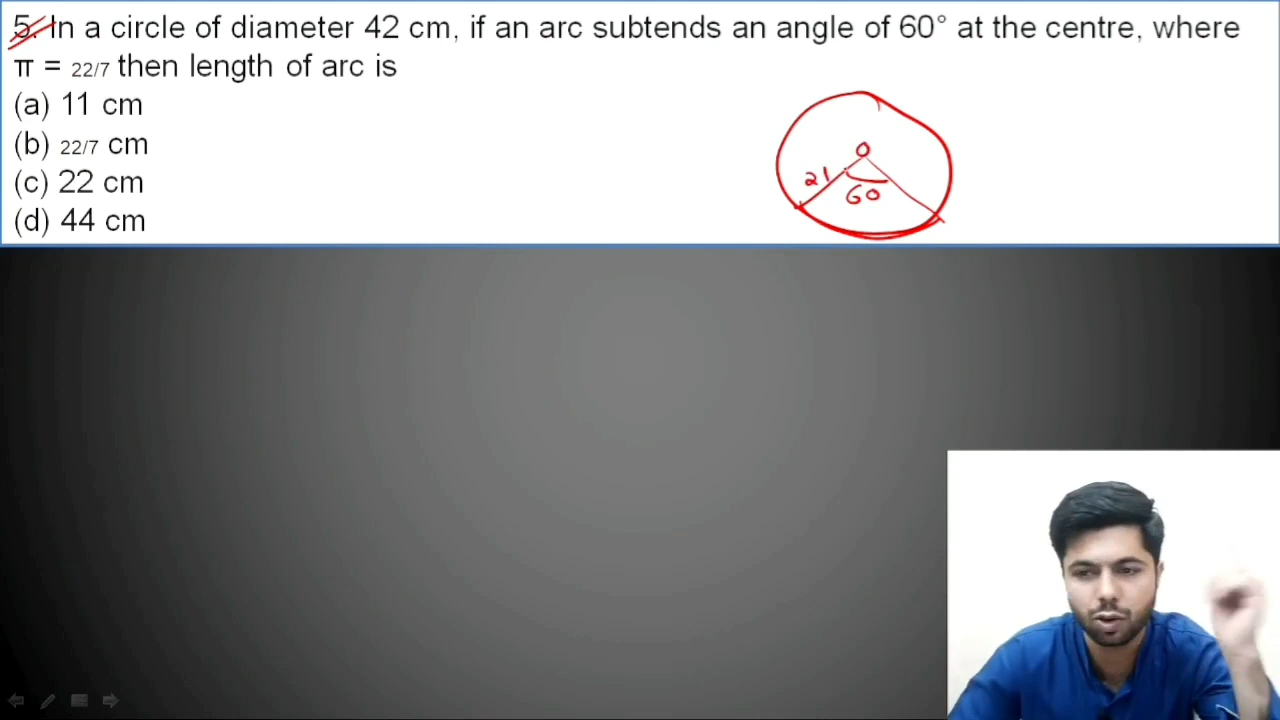 5. In a circle of diameter 42 cm, if an arc subtends an angle of 60° at the centre, where
π = 22/7 then length of arc is
(a) 11 cm
(b) 22/7 cm
(c) 22 cm
(d) 44 cm
O
21
60